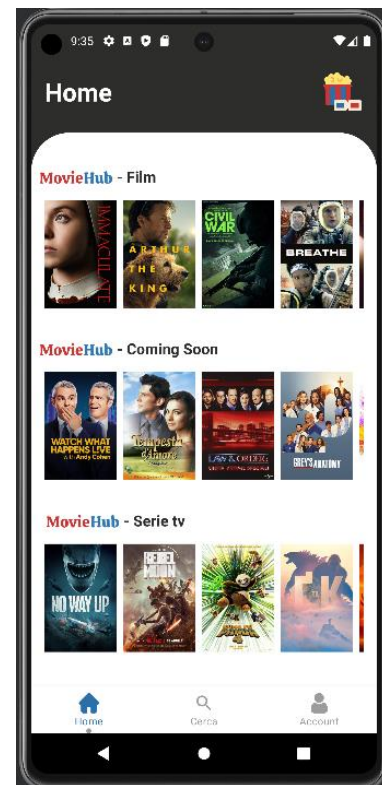 9:35
Home
MovieHub - Film
IMMACULATE
ARTHUR
THE
KING
CIVIL
WAR
BREATHE
MovieHub - Coming Soon
WATCH WHAT
HAPPENS LIVE
with Andy Cohen
Tempesta
d'Amore
LAW & ORDER
GREY'S ANATOMY
MovieHub - Serie tv
NO WAY UP
REBEL
MOON
KUNG FU
PANDA 4
Home
Cerca
Account